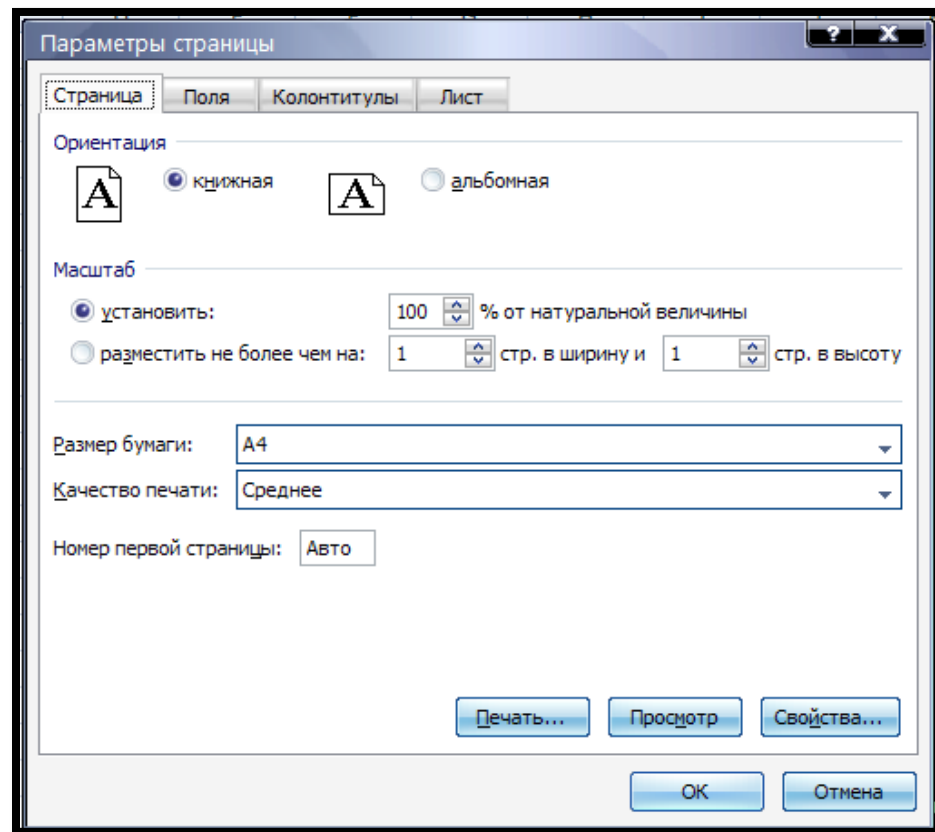 Параметры страницы
? X
Страница Поля Колонтитулы Лист
Ориентация
A книжная A альбомная
Масштаб
установить: 100 % от натуральной величины
разместить не более чем на: 1 стр. в ширину и 1 стр. в высоту
Размер бумаги: A4
Качество печати: Среднее
Номер первой страницы: Авто
Печать... Просмотр Свойства...
ОК Отмена